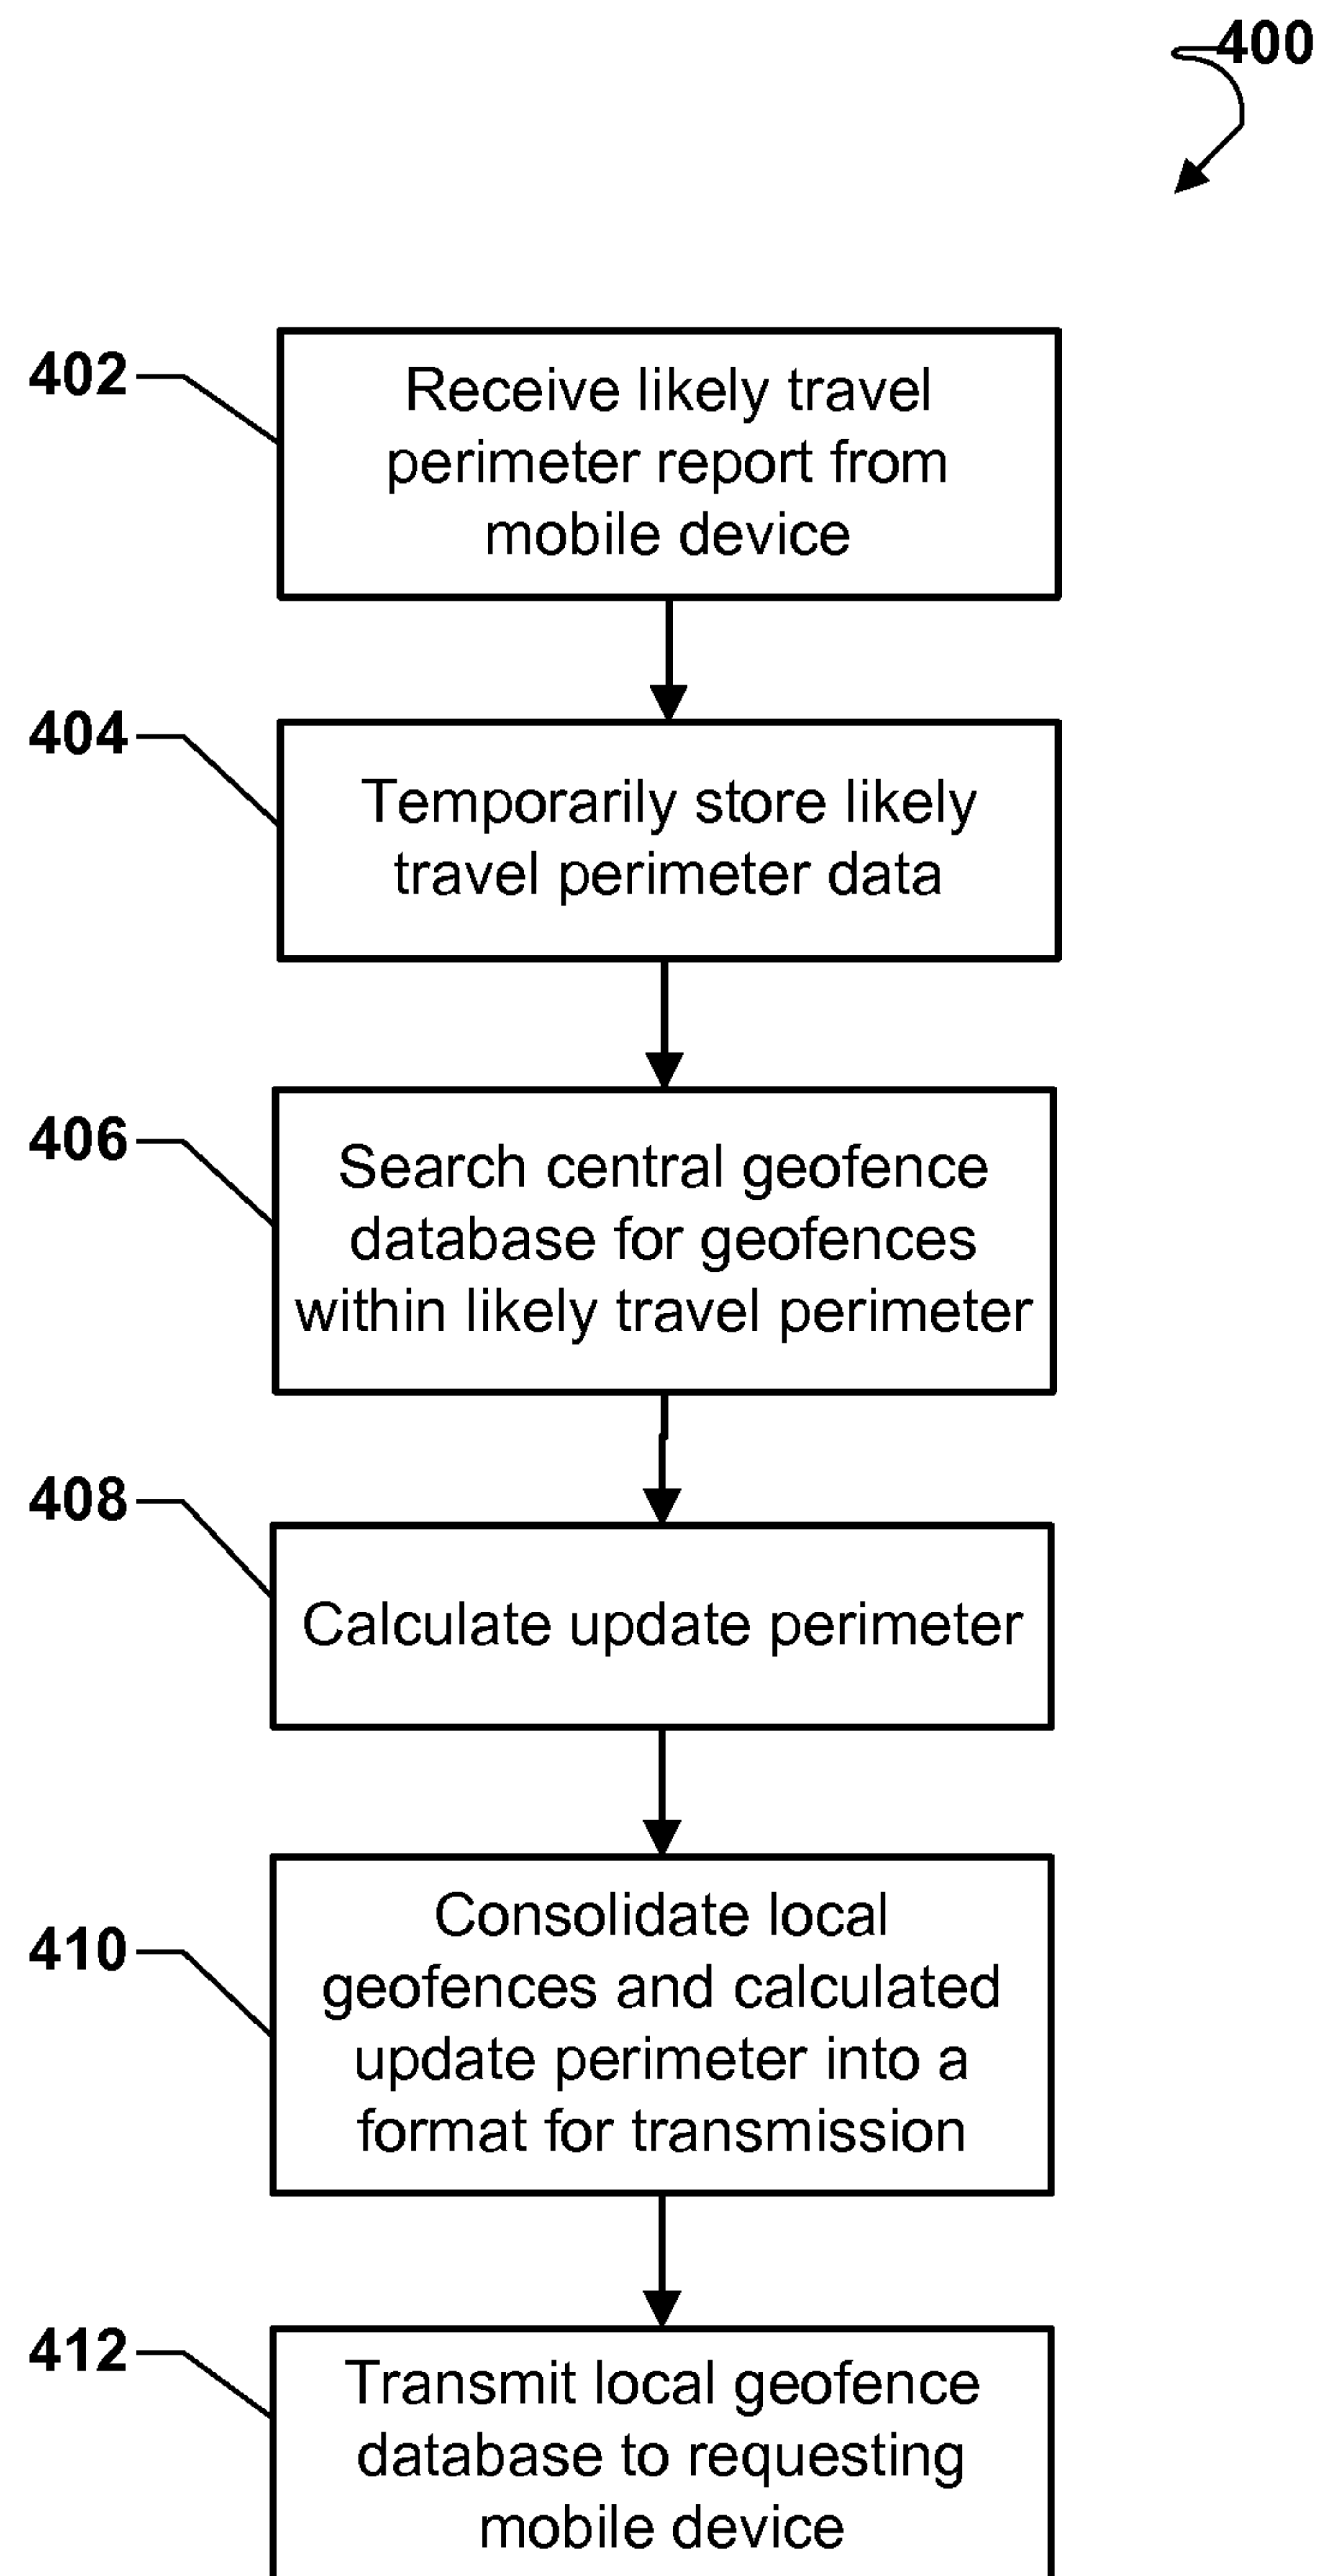 400
402
Receive likely travel
perimeter report from
mobile device
404
Temporarily store likely
travel perimeter data
406
Search central geofence
database for geofences
within likely travel perimeter
408
Calculate update perimeter
410
Consolidate local
geofences and calculated
update perimeter into a
format for transmission
412
Transmit local geofence
database to requesting
mobile device